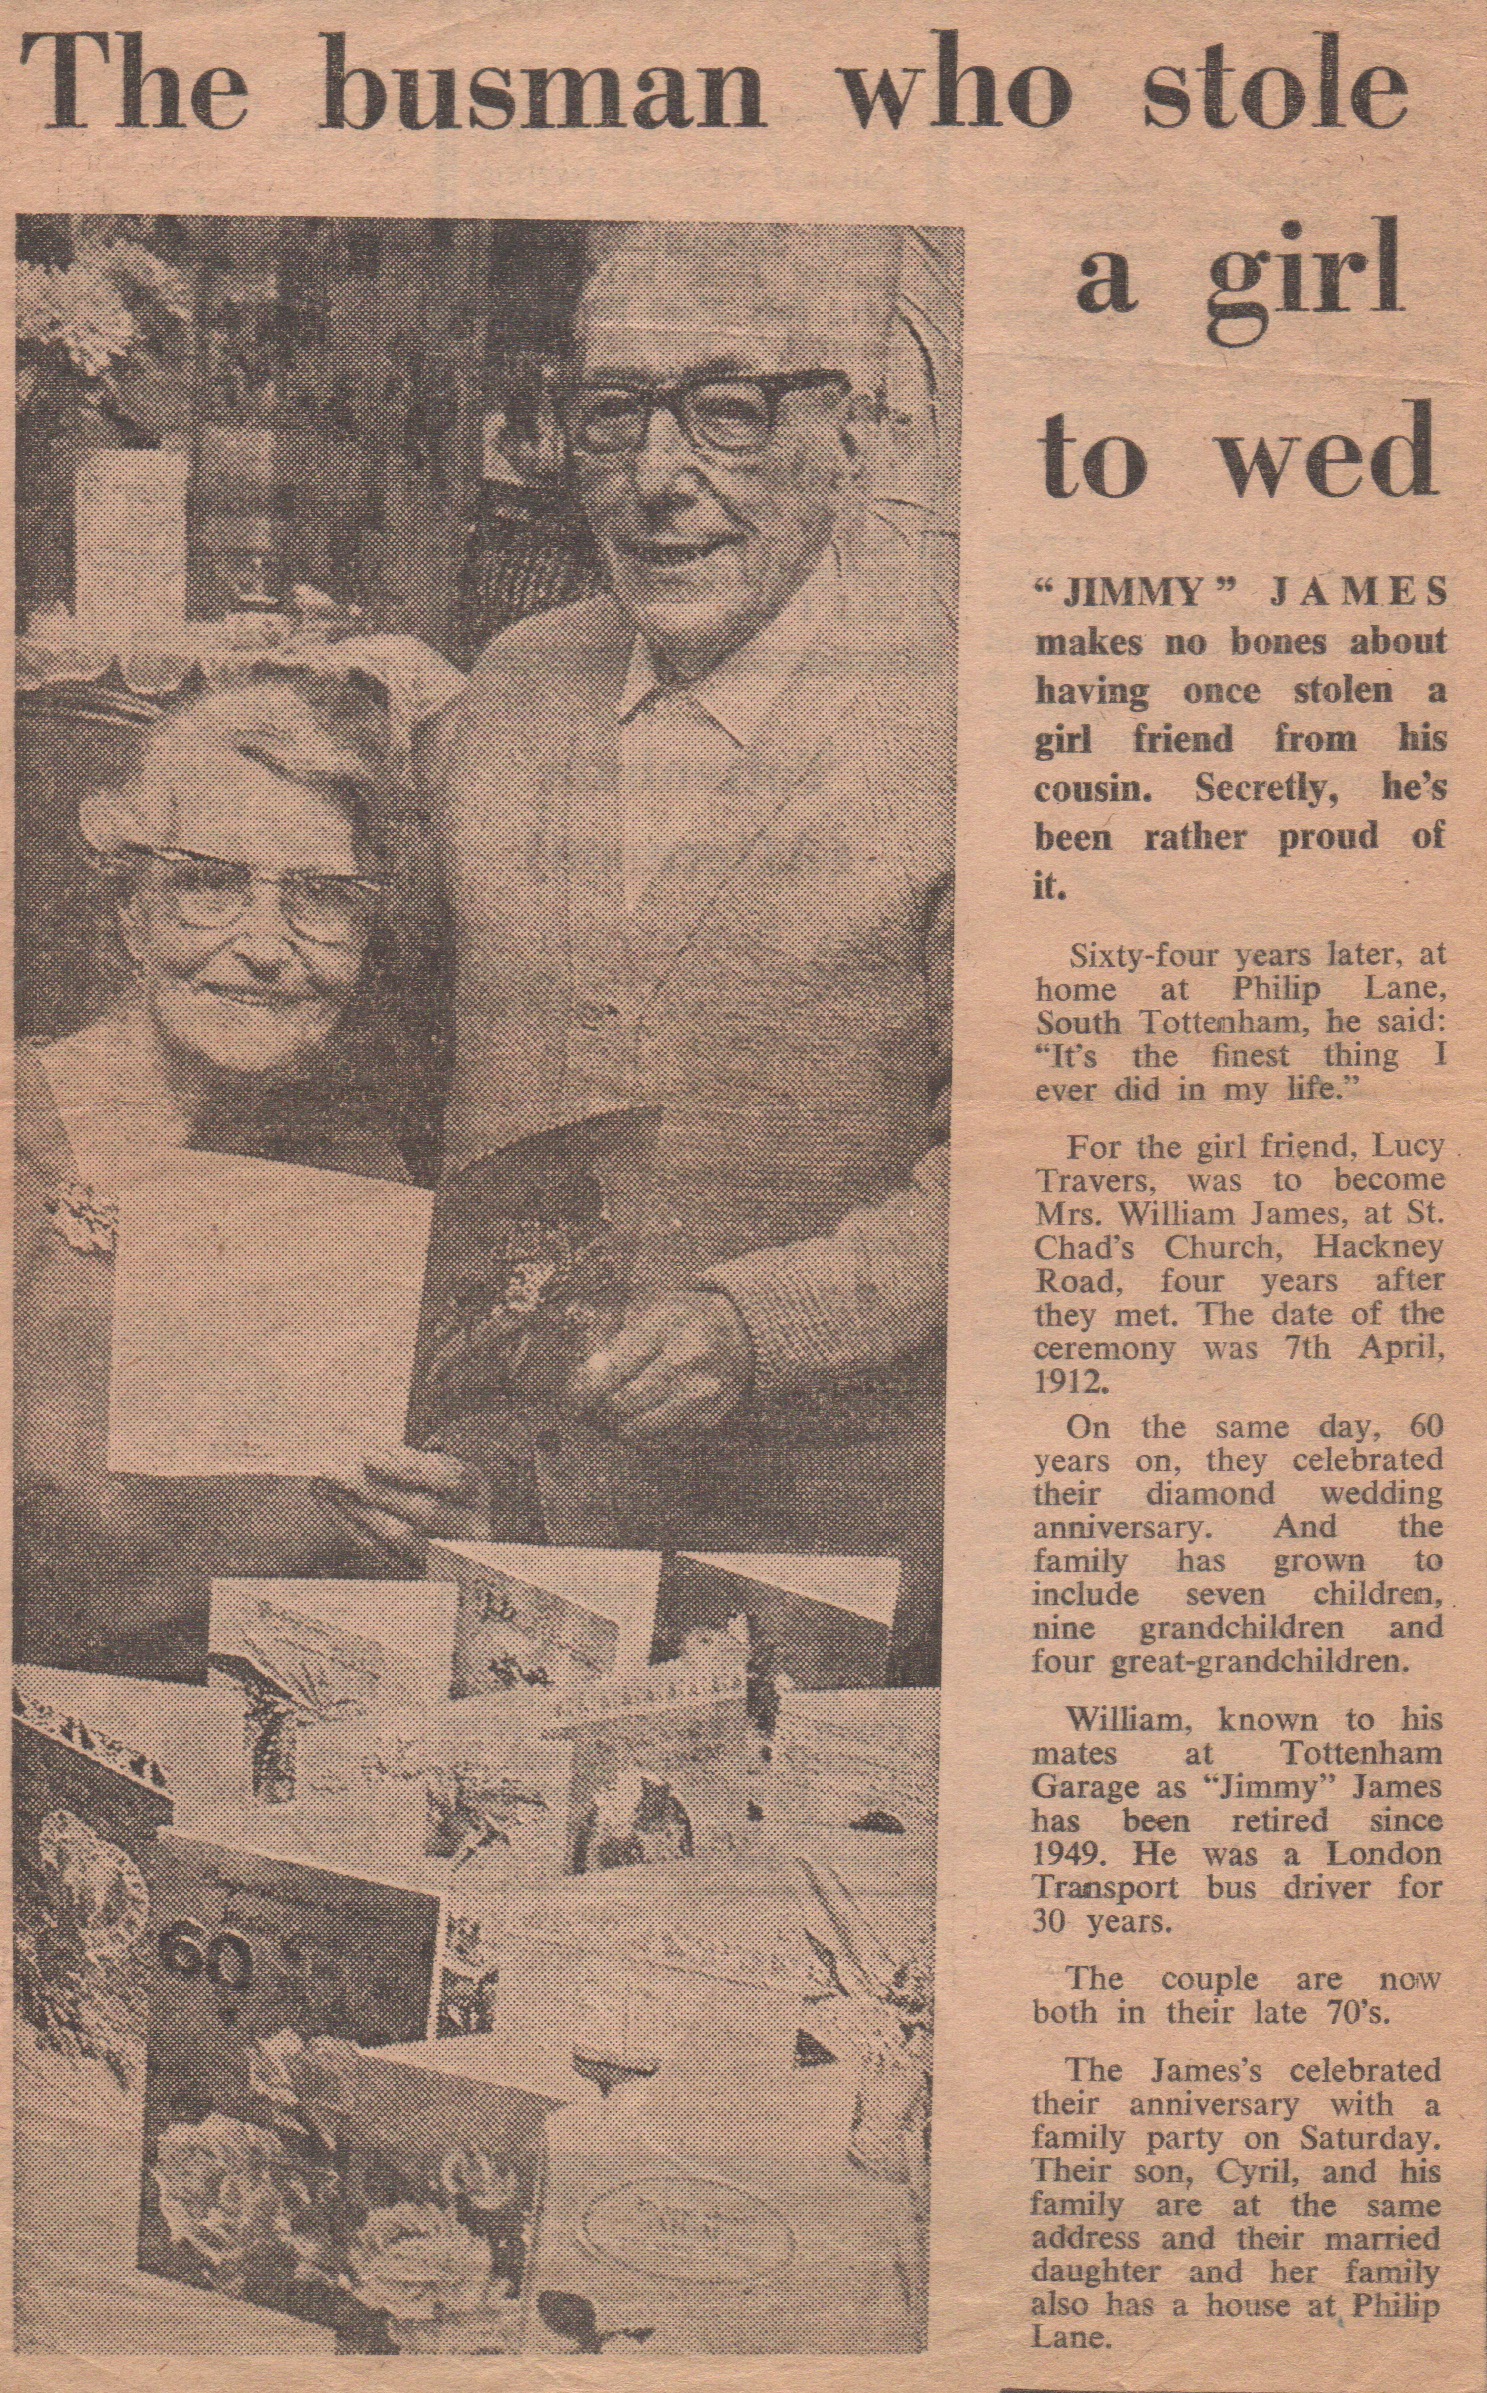 The busman who stole
a girl
to wed
“JIMMY” JAMES
makes no bones about
having once stolen a
girl friend from his
cousin. Secretly, he’s
been rather proud of
it.
Sixty-four years later, at
home at Philip Lane,
South Tottenham, he said:
“It’s the finest thing I
ever did in my life.”
For the girl friend, Lucy
Travers, was to become
Mrs. William James, at St.
Chad’s Church, Hackney
Road, four years after
they met. The date of the
ceremony was 7th April,
1912.
On the same day, 60
years on, they celebrated
their diamond wedding
anniversary. And the
family has grown to
include seven children,
nine grandchildren and
four great-grandchildren.
William, known to his
mates at Tottenham
Garage as “Jimmy” James
has been retired since
1949. He was a London
Transport bus driver for
30 years.
The couple are now
both in their late 70’s.
The James’s celebrated
their anniversary with a
family party on Saturday.
Their son, Cyril, and his
family are at the same
address and their married
daughter and her family
also has a house at Philip
Lane.
60